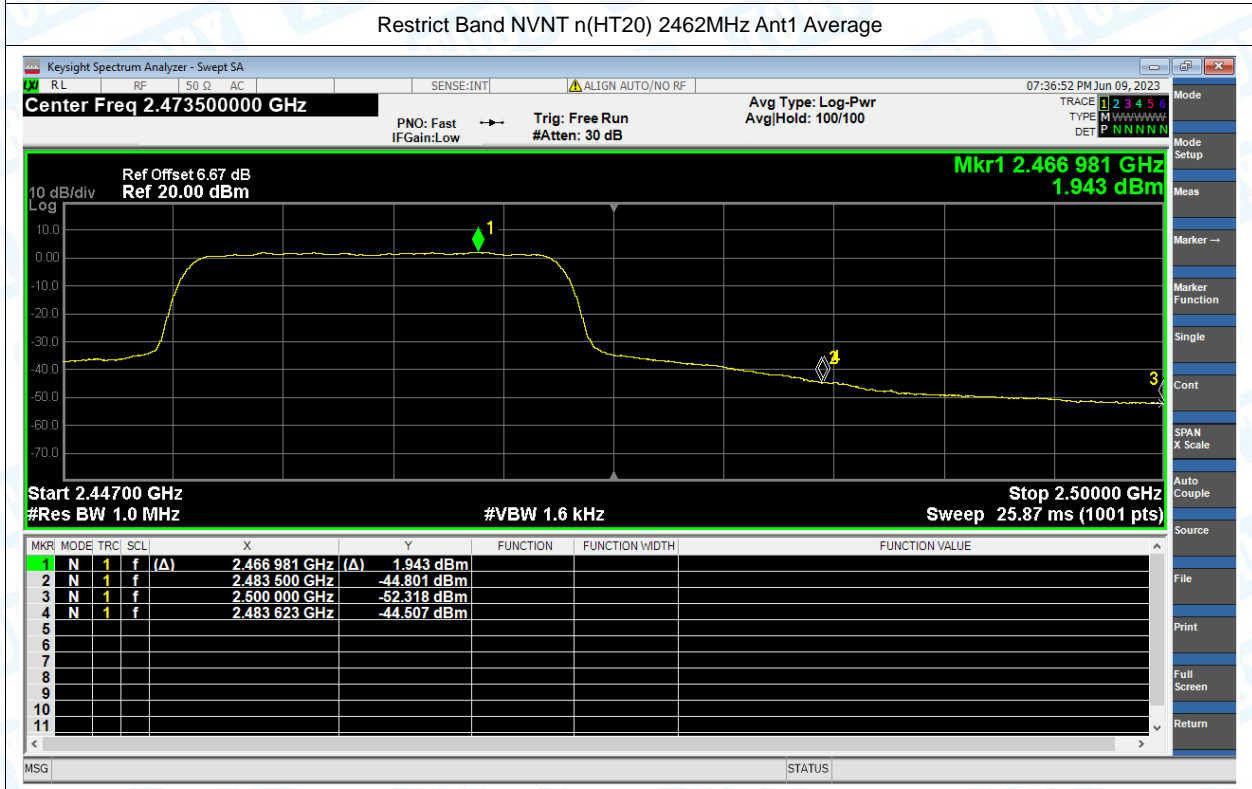 Restrict Band NVNT n(HT20) 2462MHz Ant1 Average
Keysight Spectrum Analyzer - Swept SA
LXI RL RF 50 Ω AC SENSE:INT ALIGN AUTO/NO RF 07:36:52 PM Jun 09, 2023
Center Freq 2.473500000 GHz
PNO: Fast
IFGain:Low
Trig: Free Run
#Atten: 30 dB
Avg Type: Log-Pwr
Avg|Hold: 100/100
TRACE 1 2 3 4 5 6
TYPE M W W W W W
DET P N N N N N
Mkr1 2.466 981 GHz
1.943 dBm
Ref Offset 6.67 dB
10 dB/div Ref 20.00 dBm
Log
10.0
0.00
-10.0
-20.0
-30.0
-40.0
-50.0
-60.0
-70.0
1
3
Start 2.44700 GHz Stop 2.50000 GHz
#Res BW 1.0 MHz #VBW 1.6 kHz Sweep 25.87 ms (1001 pts)
MKR MODE TRC SCL X Y FUNCTION FUNCTION WIDTH FUNCTION VALUE
1 N 1 f (Δ) 2.466 981 GHz (Δ) 1.943 dBm
2 N 1 f 2.483 500 GHz -44.801 dBm
3 N 1 f 2.500 000 GHz -52.318 dBm
4 N 1 f 2.483 623 GHz -44.507 dBm
5
6
7
8
9
10
11
MSG STATUS
Mode
Mode Setup
Meas
Marker →
Marker Function
Single
Cont
SPAN X Scale
Auto Couple
Source
File
Print
Full Screen
Return